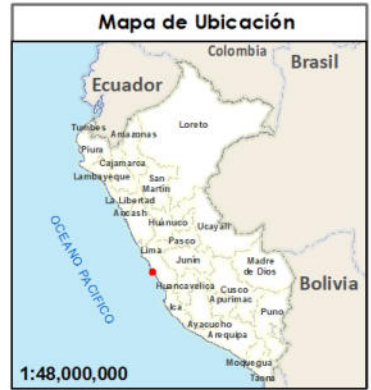 Mapa de Ubicación
Colombia
Brasil
Ecuador
Loreto
Tumbes
Amazonas
Piura
Cajamarca
Lambayeque
San
Martín
La Libertad
Ancash
Huánuco
Ucayali
Pasco
Lima
Junín
Madre
de Dios
OCEANO PACIFICO
Huancavelica
Cusco
Apurimac
Bolivia
Ica
Puno
Ayacucho
Arequipa
Moquegua
Tacna
1:48,000,000